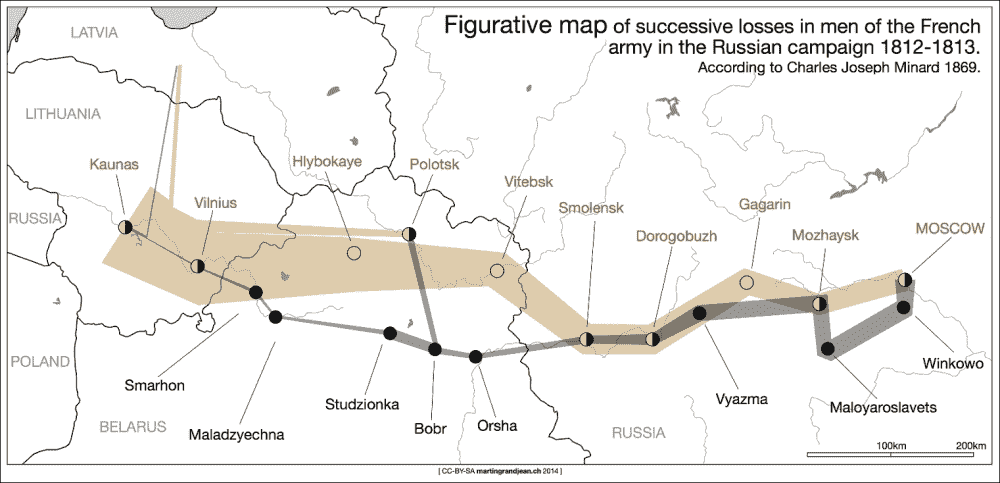 Figurative map of successive losses in men of the French
army in the Russian campaign 1812-1813.
According to Charles Joseph Minard 1869.
LATVIA
LITHUANIA
Kaunas
Hlybokaye
Polotsk
Vitebsk
Vilnius
Smolensk
Gagarin
RUSSIA
Dorogobuzh
Mozhaysk
MOSCOW
POLAND
Smarhon
Winkowo
Studzionka
Vyazma
Maloyaroslavets
BELARUS
Maladzyechna
Bobr
Orsha
RUSSIA
100km
200km
[ CC-BY-SA martingrandjean.ch 2014 ]